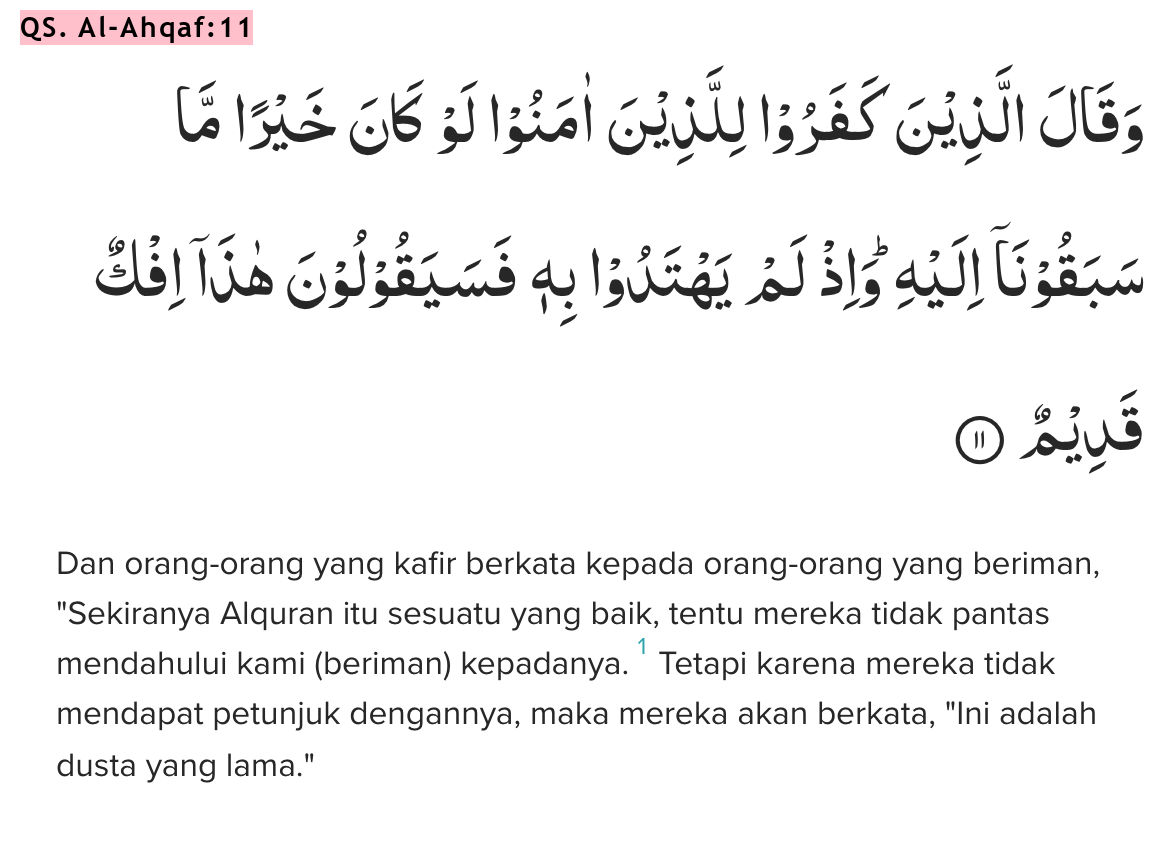 QS. Al-Ahqaf:11
وَقَالَ الَّذِيْنَ كَفَرُوْا لِلَّذِيْنَ اٰمَنُوْا لَوْ كَانَ خَيْرًا مَّا
سَبَقُوْنَآ اِلَيْهِۗ وَاِذْ لَمْ يَهْتَدُوْا بِهٖ فَسَيَقُوْلُوْنَ هٰذَآ اِفْكٌ
قَدِيْمٌ ١١
Dan orang-orang yang kafir berkata kepada orang-orang yang beriman,
"Sekiranya Alquran itu sesuatu yang baik, tentu mereka tidak pantas
mendahului kami (beriman) kepadanya. 1 Tetapi karena mereka tidak
mendapat petunjuk dengannya, maka mereka akan berkata, "Ini adalah
dusta yang lama."